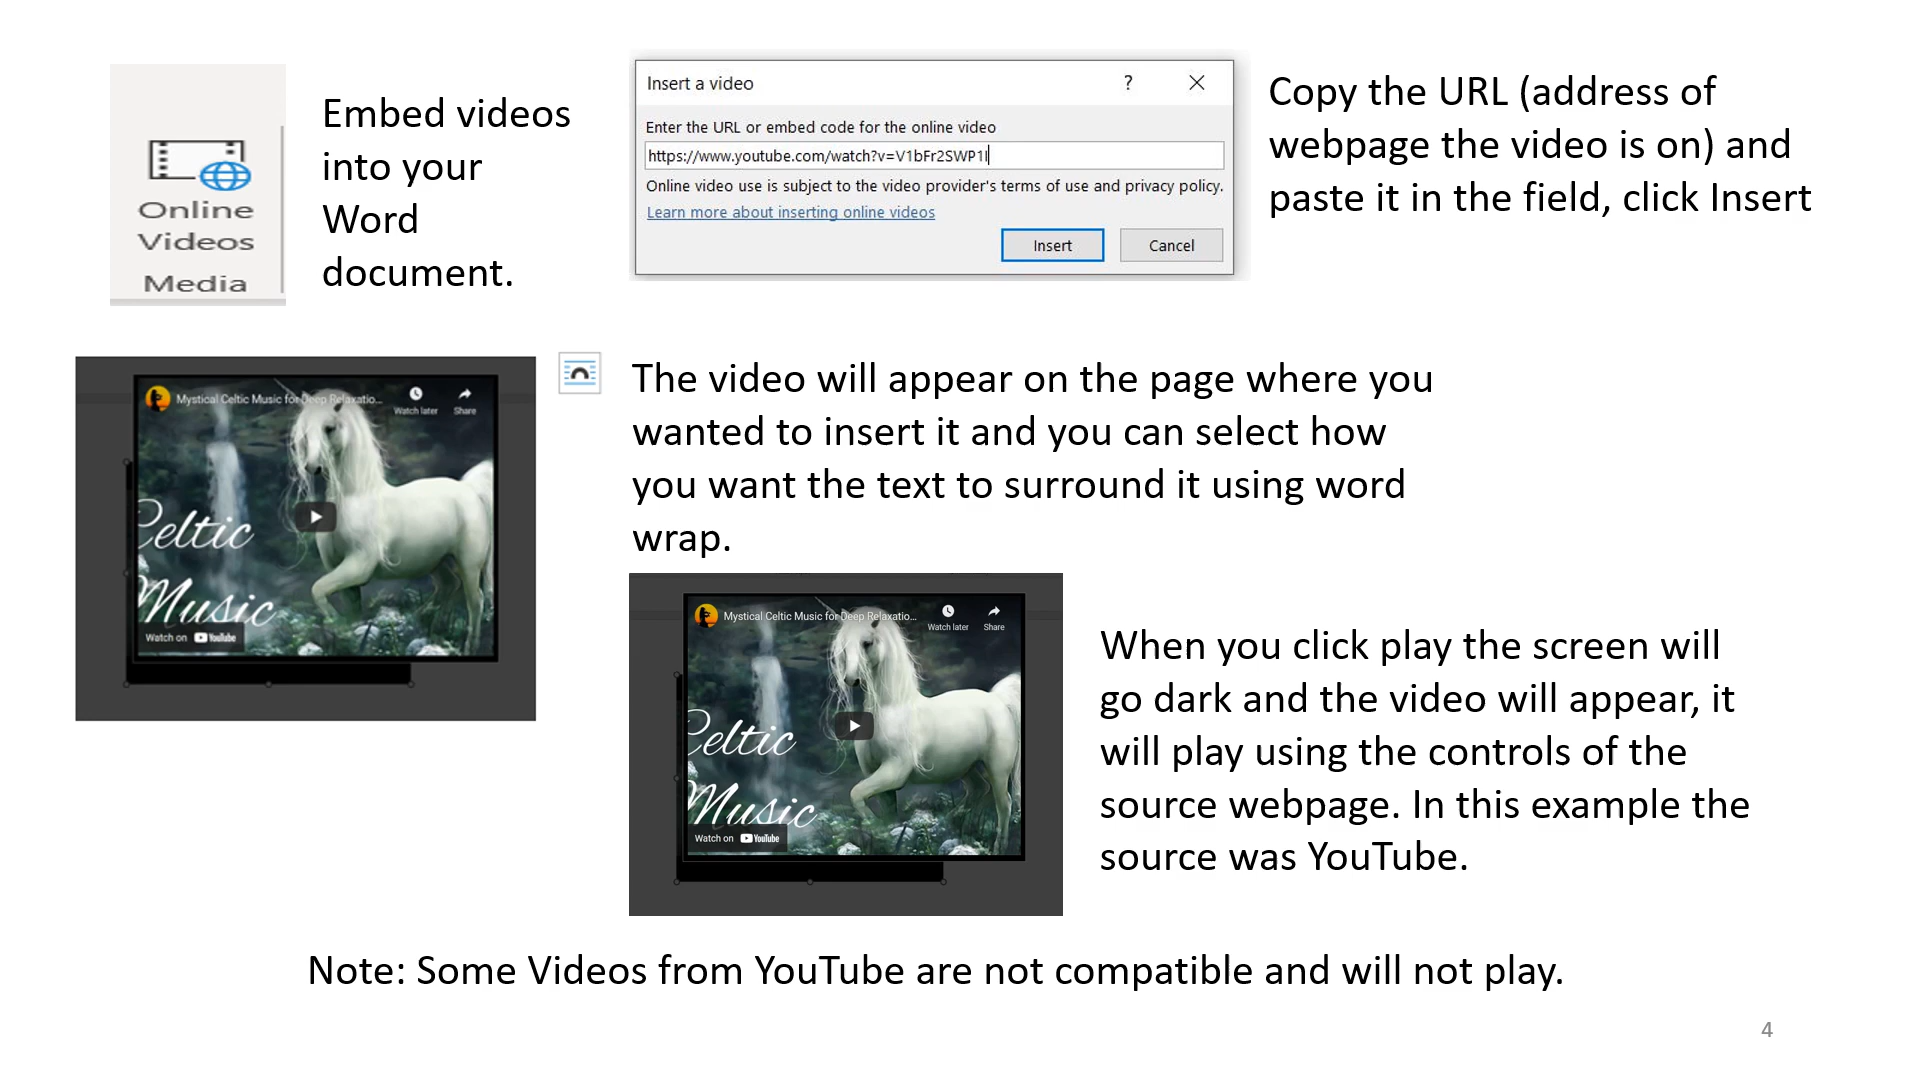 Online
Videos
Media
Embed videos
into your
Word
document.
Insert a video
?
Enter the URL or embed code for the online video
https://www.youtube.com/watch?v=V1bFr2SWP1I
Online video use is subject to the video provider's terms of use and privacy policy.
Learn more about inserting online videos
Insert
Cancel
Copy the URL (address of
webpage the video is on) and
paste it in the field, click Insert
Mystical Celtic Music for Deep Relaxatio...
Watch later
Share
Celtic
Music
Watch on YouTube
The video will appear on the page where you
wanted to insert it and you can select how
you want the text to surround it using word
wrap.
Mystical Celtic Music for Deep Relaxatio...
Watch later
Share
Celtic
Music
Watch on YouTube
When you click play the screen will
go dark and the video will appear, it
will play using the controls of the
source webpage. In this example the
source was YouTube.
Note: Some Videos from YouTube are not compatible and will not play.
4